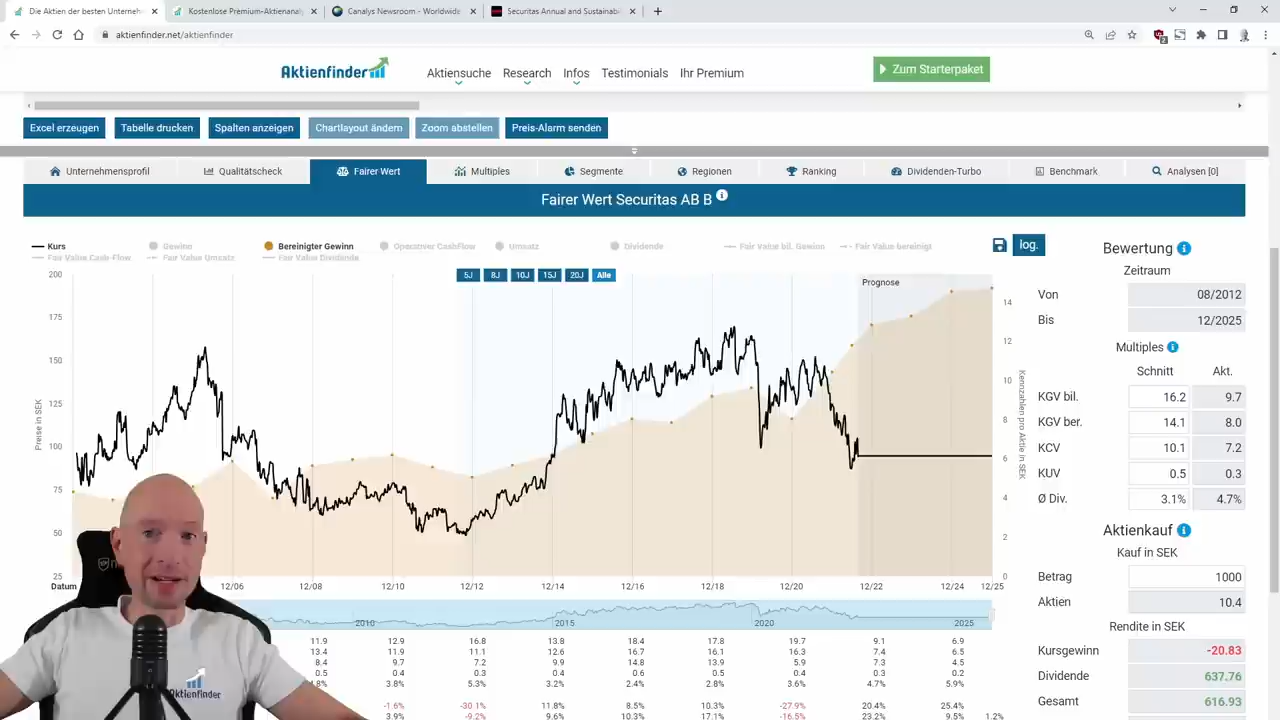 Die Aktien der besten Unterneh
Kostenlose Premium-Aktienanaly
Canalys Newsroom - Worldwide
Securitas Annual and Sustainabi
aktienfinder.net/aktienfinder
Aktienfinder
Aktiensuche Research Infos Testimonials Ihr Premium
Zum Starterpaket
Excel erzeugen Tabelle drucken Spalten anzeigen Chartlayout ändern Zoom abstellen Preis-Alarm senden
Unternehmensprofil Qualitätscheck Fairer Wert Multiples Segmente Regionen Ranking Dividenden-Turbo Benchmark Analysen [0]
Fairer Wert Securitas AB B
Kurs Gewinn Bereinigter Gewinn Operativer CashFlow Umsatz Dividende Fair Value bil. Gewinn Fair Value bereinigt
Fair Value Cash-Flow Fair Value Umsatz Fair Value Dividende
log.
5J 8J 10J 15J 20J Alle
Prognose
200
175
150
125
100
75
50
25
Preise in SEK
14
12
10
8
6
4
2
0
Kennzahlen pro Aktie in SEK
Datum 12/06 12/08 12/10 12/12 12/14 12/16 12/18 12/20 12/22 12/24 12/25
2010 2015 2020 2025
11.9 12.9 16.8 13.8 18.4 17.8 19.7 9.1 6.9
13.4 11.9 11.1 12.6 16.7 16.1 16.3 7.4 6.5
8.4 9.7 7.2 9.9 14.8 13.9 5.9 7.3 4.5
0.5 0.4 0.3 0.4 0.6 0.5 0.4 0.3 0.2
3.8% 5.3% 3.2% 2.4% 2.8% 3.6% 4.7% 5.9%
-1.6% -30.1% 11.8% 8.5% 10.3% -27.9% 20.4% 25.4%
3.9% -9.2% 9.6% 10.3% 17.1% -16.5% 23.2% 9.5% 1.2%
Bewertung
Zeitraum
Von 08/2012
Bis 12/2025
Multiples
Schnitt Akt.
KGV bil. 16.2 9.7
KGV ber. 14.1 8.0
KCV 10.1 7.2
KUV 0.5 0.3
Ø Div. 3.1% 4.7%
Aktienkauf
Kauf in SEK
Betrag 1000
Aktien 10.4
Rendite in SEK
Kursgewinn -20.83
Dividende 637.76
Gesamt 616.93
Aktienfinder